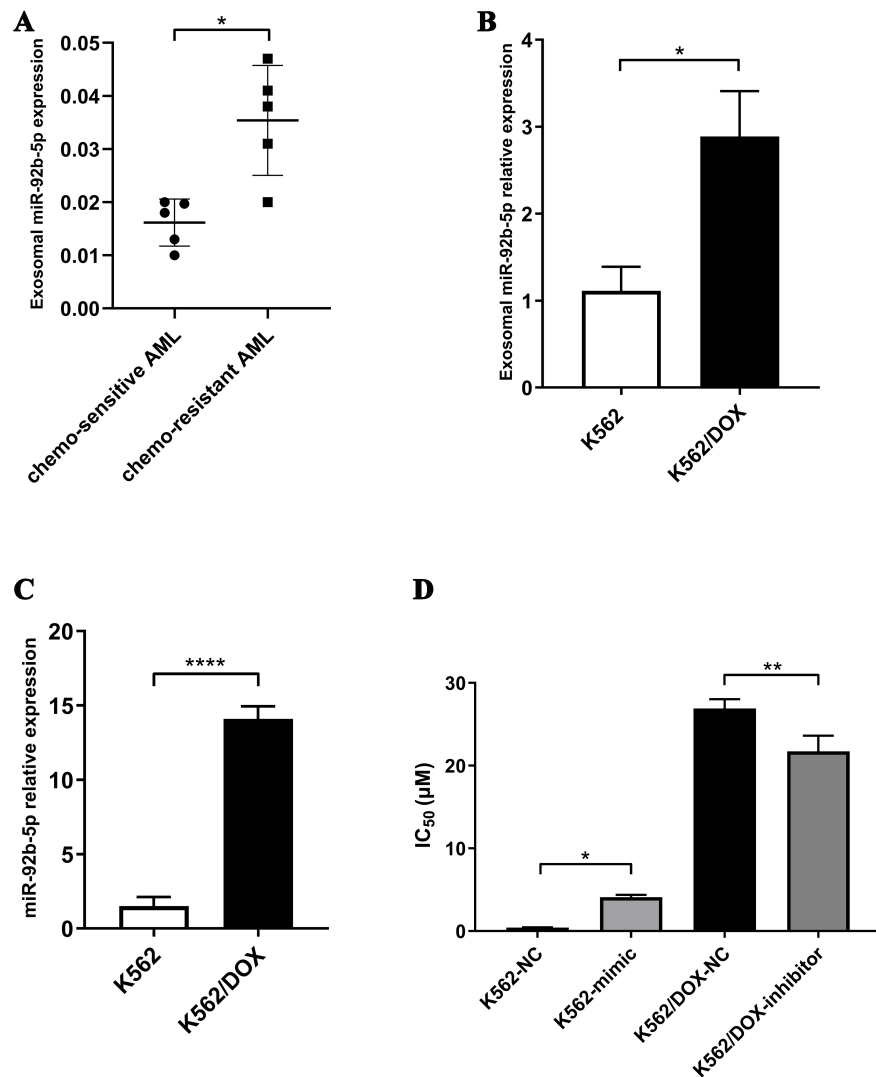 A
*
Exosomal miR-92b-5p expression
0.05
0.04
0.03
0.02
0.01
0.00
chemo-sensitive AML
chemo-resistant AML
B
*
Exosomal miR-92b-5p relative expression
4
3
2
1
0
K562
K562/DOX
C
****
miR-92b-5p relative expression
20
15
10
5
0
K562
K562/DOX
D
**
*
IC50 (µM)
30
20
10
0
K562-NC
K562-mimic
K562/DOX-NC
K562/DOX-inhibitor